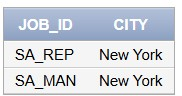 JOB_ID CITY
SA_REP New York
SA_MAN New York